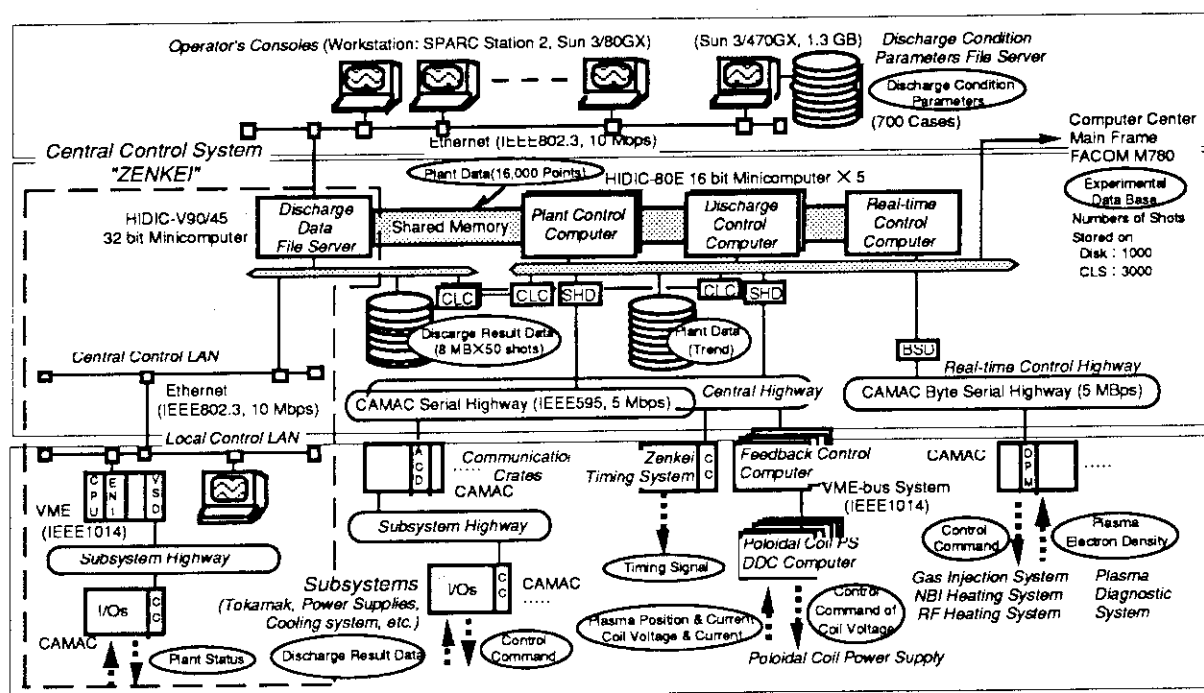 Operator's Consoles (Workstation: SPARC Station 2, Sun 3/80GX)
(Sun 3/470GX, 1.3 GB)
Discharge Condition
Parameters File Server
Discharge Condition
Parameters
(700 Cases)
Ethernet (IEEE802.3, 10 Mbps)
Computer Center
Main Frame
FACOM M780
Experimental
Data Base
Numbers of Shots
Stored on
Disk : 1000
CLS : 3000
Central Control System
"ZENKEI"
Plant Data(16,000 Points)
HIDIC-80E 16 bit Minicomputer × 5
HIDIC-V90/45
32 bit Minicomputer
Discharge
Data
File Server
Shared Memory
Plant Control
Computer
Discharge
Control
Computer
Real-time
Control
Computer
CLC
CLC
SHD
CLC
SHD
Discarge Result Data
(8 MB×50 shots)
Plant Data
(Trend)
BSD
Central Control LAN
Ethernet
(IEEE802.3, 10 Mbps)
Central Highway
Real-time Control Highway
CAMAC Serial Highway (IEEE595, 5 Mbps)
CAMAC Byte Serial Highway (5 MBps)
Local Control LAN
CPU
ENI
VSD
VME
(IEEE1014)
ACD
Communication
Crates
.....
CAMAC
Zenkei
Timing System
CC
Feedback Control
Computer
VME-bus System
(IEEE1014)
CAMAC
DPM
.....
Subsystem Highway
Subsystem Highway
Timing Signal
Poloidal Coil PS
DDC Computer
Control
Command
Plasma
Electron Density
I/Os
CC
CAMAC
Plant Status
Subsystems
(Tokamak, Power Supplies,
Cooling system, etc.)
Discharge Result Data
I/Os
CC
CAMAC
.....
Control
Command
Plasma Position & Current
Coil Voltage & Current
Control
Command of
Coil Voltage
Poloidal Coil Power Supply
Gas Injection System
NBI Heating System
RF Heating System
Plasma
Diagnostic
System